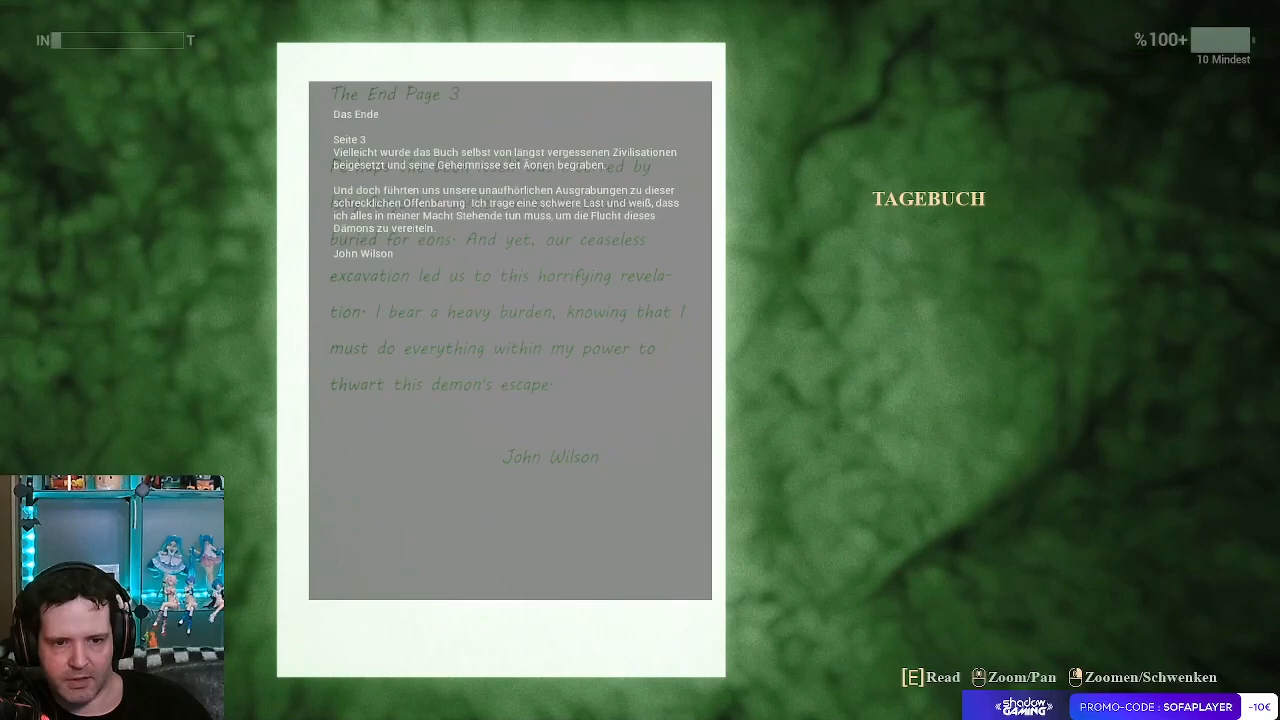 IN T
%100+
10 Mindest
The End Page 3
Das Ende
Seite 3
Vielleicht wurde das Buch selbst von längst vergessenen Zivilisationen
beigesetzt und seine Geheimnisse seit Äonen begraben.
by
Und doch führten uns unsere unaufhörlichen Ausgrabungen zu dieser
schrecklichen Offenbarung. Ich trage eine schwere Last und weiß, dass
ich alles in meiner Macht Stehende tun muss, um die Flucht dieses
Dämons zu vereiteln.
buried for eons. And yet, our ceaseless
John Wilson
excavation led us to this horrifying revela-
tion. I bear a heavy burden, knowing that I
must do everything within my power to
thwart this demon's escape.
John Wilson
TAGEBUCH
[E]Read Zoom/Pan Zoomen/Schwenken
shadow GAMING PROMO-CODE : SOFAPLAYER -10€